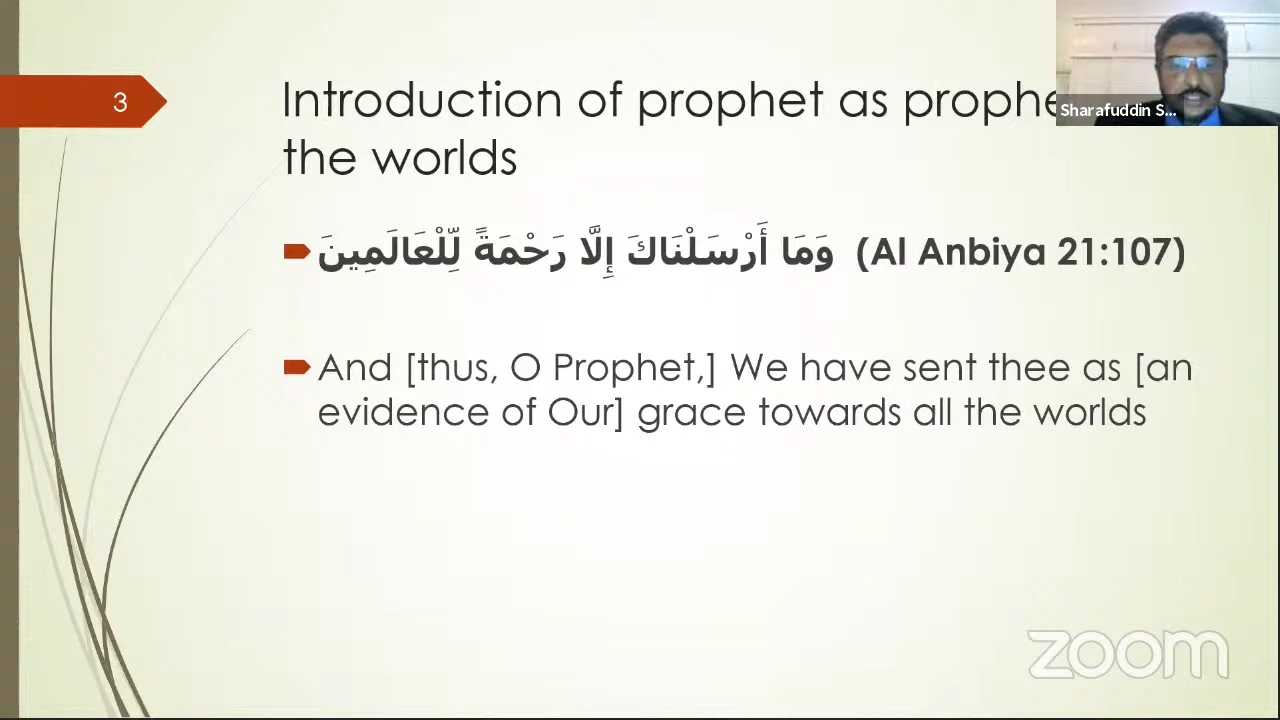 3
Introduction of prophet as prophe
the worlds
Sharafuddin S...
وَمَا أَرْسَلْنَاكَ إِلَّا رَحْمَةً لِّلْعَالَمِينَ (Al Anbiya 21:107)
And [thus, O Prophet,] We have sent thee as [an
evidence of Our] grace towards all the worlds
zoom